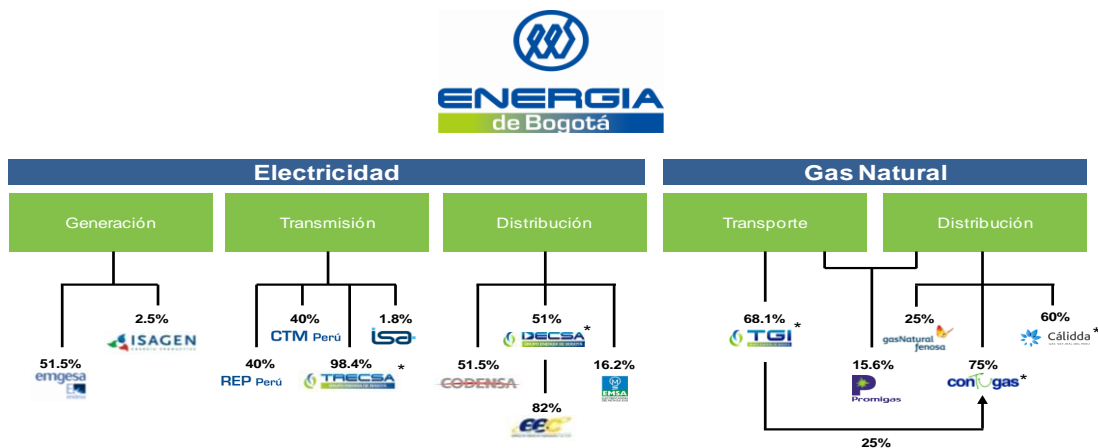 ENERGIA
de Bogotá
Electricidad
Gas Natural
Generación
Transmisión
Distribución
Transporte
Distribución
2.5%
ISAGEN
51.5%
emgesa
40%
CTM Perú
1.8%
isa
40%
REP Perú
98.4%
TRECSA *
51%
DECSA *
51.5%
CODENSA
16.2%
EMSA
82%
EEC
68.1%
TGI *
25%
gasNatural
fenosa
60%
Cálidda *
15.6%
Promigas
75%
conTugas *
25%